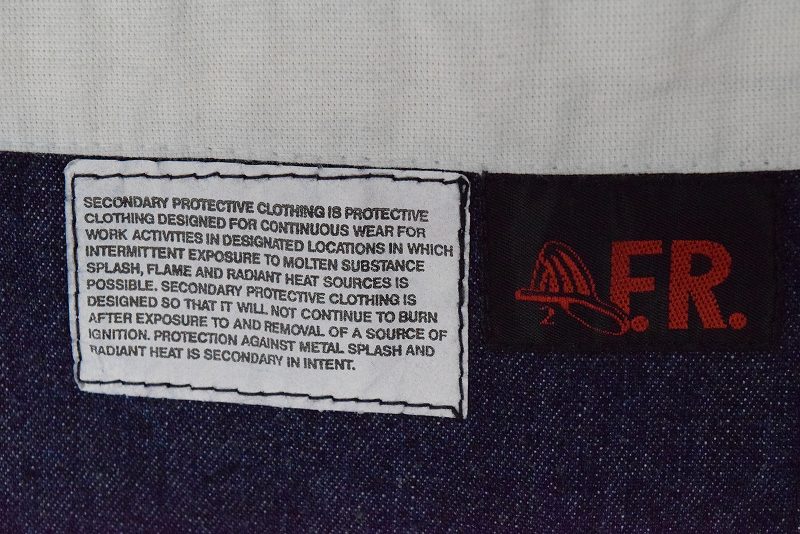 SECONDARY PROTECTIVE CLOTHING IS PROTECTIVE
CLOTHING DESIGNED FOR CONTINUOUS WEAR FOR
WORK ACTIVITIES IN DESIGNATED LOCATIONS IN WHICH
INTERMITTENT EXPOSURE TO MOLTEN SUBSTANCE
SPLASH, FLAME AND RADIANT HEAT SOURCES IS
POSSIBLE. SECONDARY PROTECTIVE CLOTHING IS
DESIGNED SO THAT IT WILL NOT CONTINUE TO BURN
AFTER EXPOSURE TO AND REMOVAL OF A SOURCE OF
IGNITION. PROTECTION AGAINST METAL SPLASH AND
RADIANT HEAT IS SECONDARY IN INTENT.
F.R.
2